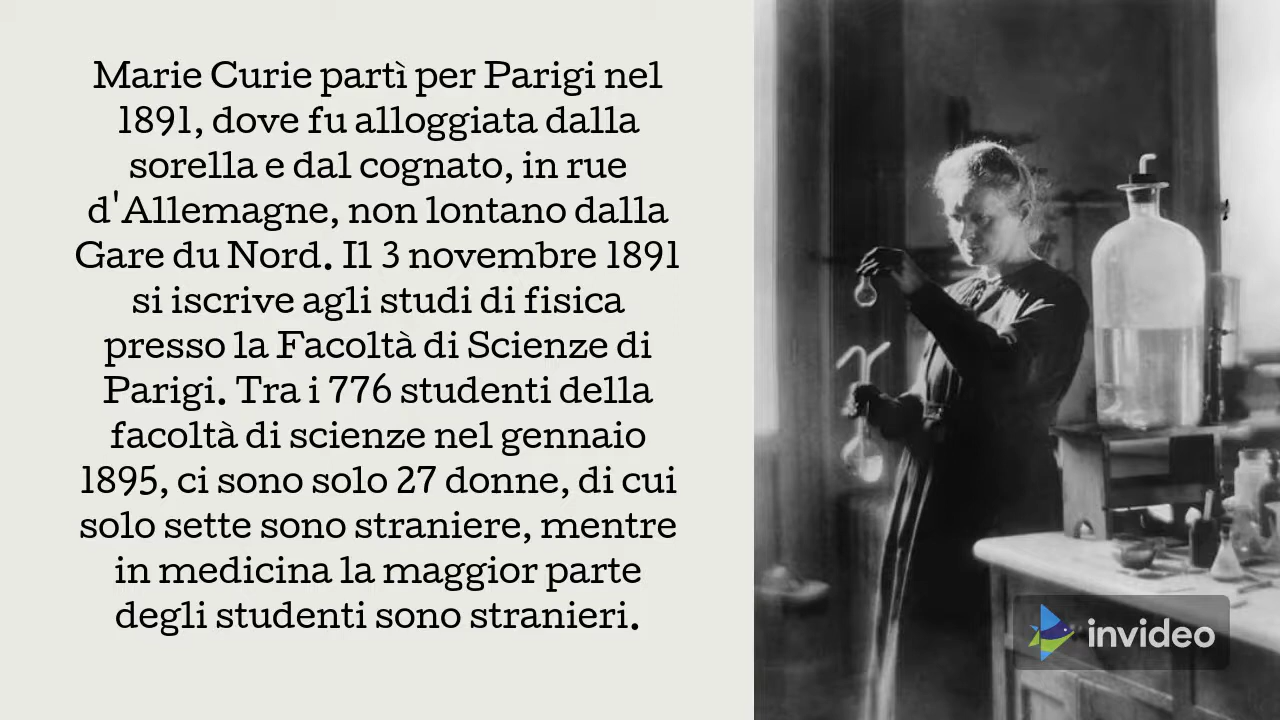 Marie Curie partì per Parigi nel
1891, dove fu alloggiata dalla
sorella e dal cognato, in rue
d'Allemagne, non lontano dalla
Gare du Nord. Il 3 novembre 1891
si iscrive agli studi di fisica
presso la Facoltà di Scienze di
Parigi. Tra i 776 studenti della
facoltà di scienze nel gennaio
1895, ci sono solo 27 donne, di cui
solo sette sono straniere, mentre
in medicina la maggior parte
degli studenti sono stranieri.
invideo